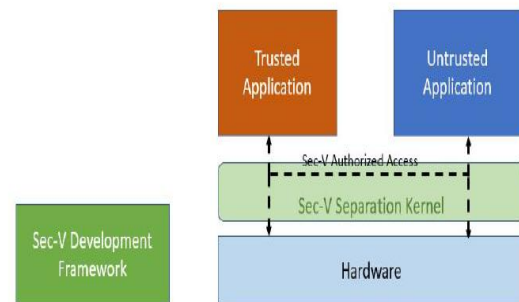 Trusted
Application
Untrusted
Application
Sec-V Authorized Access
Sec-V Separation Kernel
Sec-V Development
Framework
Hardware